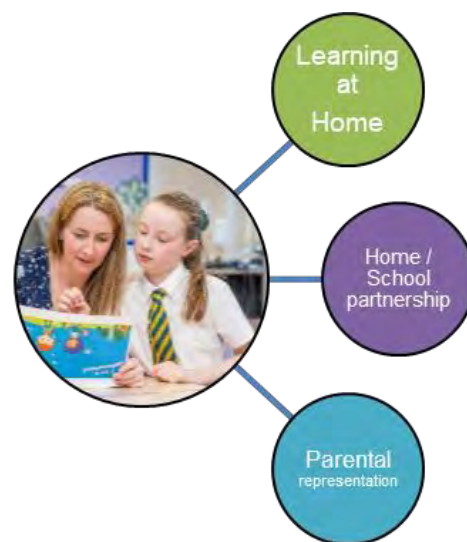 Learning
at
Home
Home /
School
partnership
Parental
representation